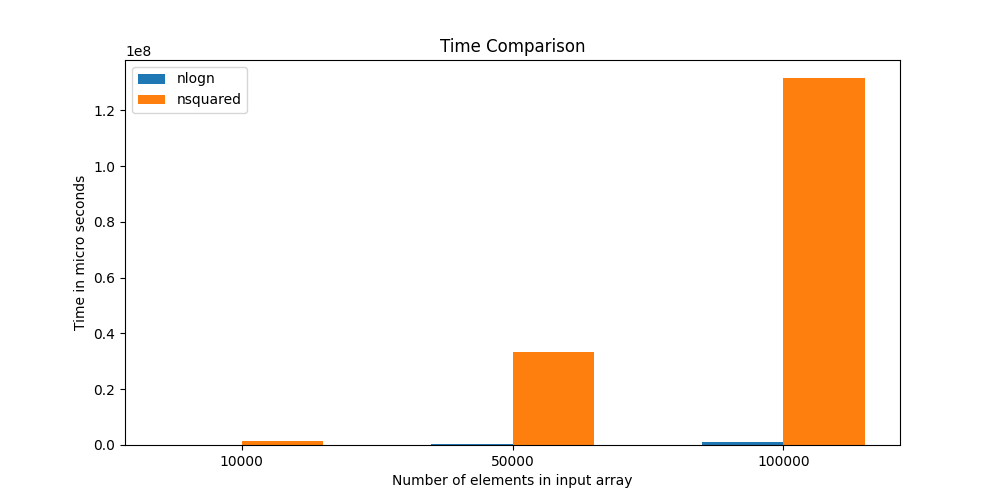 Time Comparison
1e8
nlogn
nsquared
1.2
1.0
0.8
0.6
0.4
0.2
0.0
Time in micro seconds
10000 50000 100000
Number of elements in input array